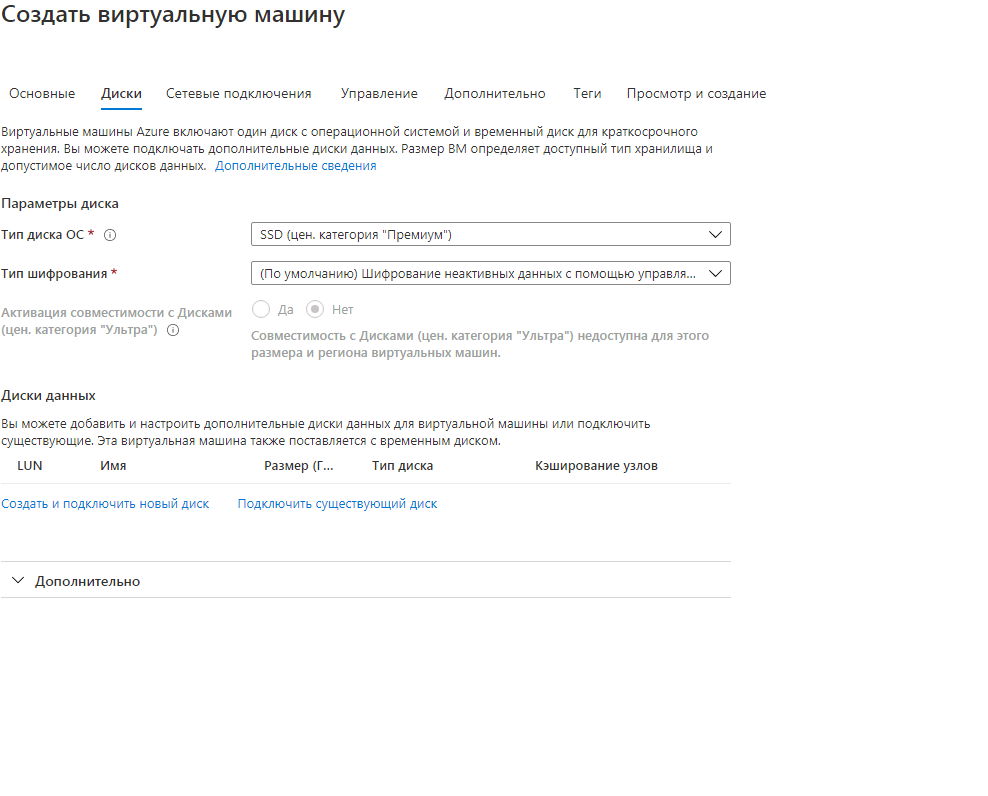 Создать виртуальную машину
Основные Диски Сетевые подключения Управление Дополнительно Теги Просмотр и создание
Виртуальные машины Azure включают один диск с операционной системой и временный диск для краткосрочного
хранения. Вы можете подключать дополнительные диски данных. Размер ВМ определяет доступный тип хранилища и
допустимое число дисков данных. Дополнительные сведения
Параметры диска
Тип диска ОС * SSD (цен. категория "Премиум")
Тип шифрования * (По умолчанию) Шифрование неактивных данных с помощью управля...
Активация совместимости с Дисками
(цен. категория "Ультра")
Да Нет
Совместимость с Дисками (цен. категория "Ультра") недоступна для этого
размера и региона виртуальных машин.
Диски данных
Вы можете добавить и настроить дополнительные диски данных для виртуальной машины или подключить
существующие. Эта виртуальная машина также поставляется с временным диском.
LUN Имя Размер (Г... Тип диска Кэширование узлов
Создать и подключить новый диск Подключить существующий диск
Дополнительно